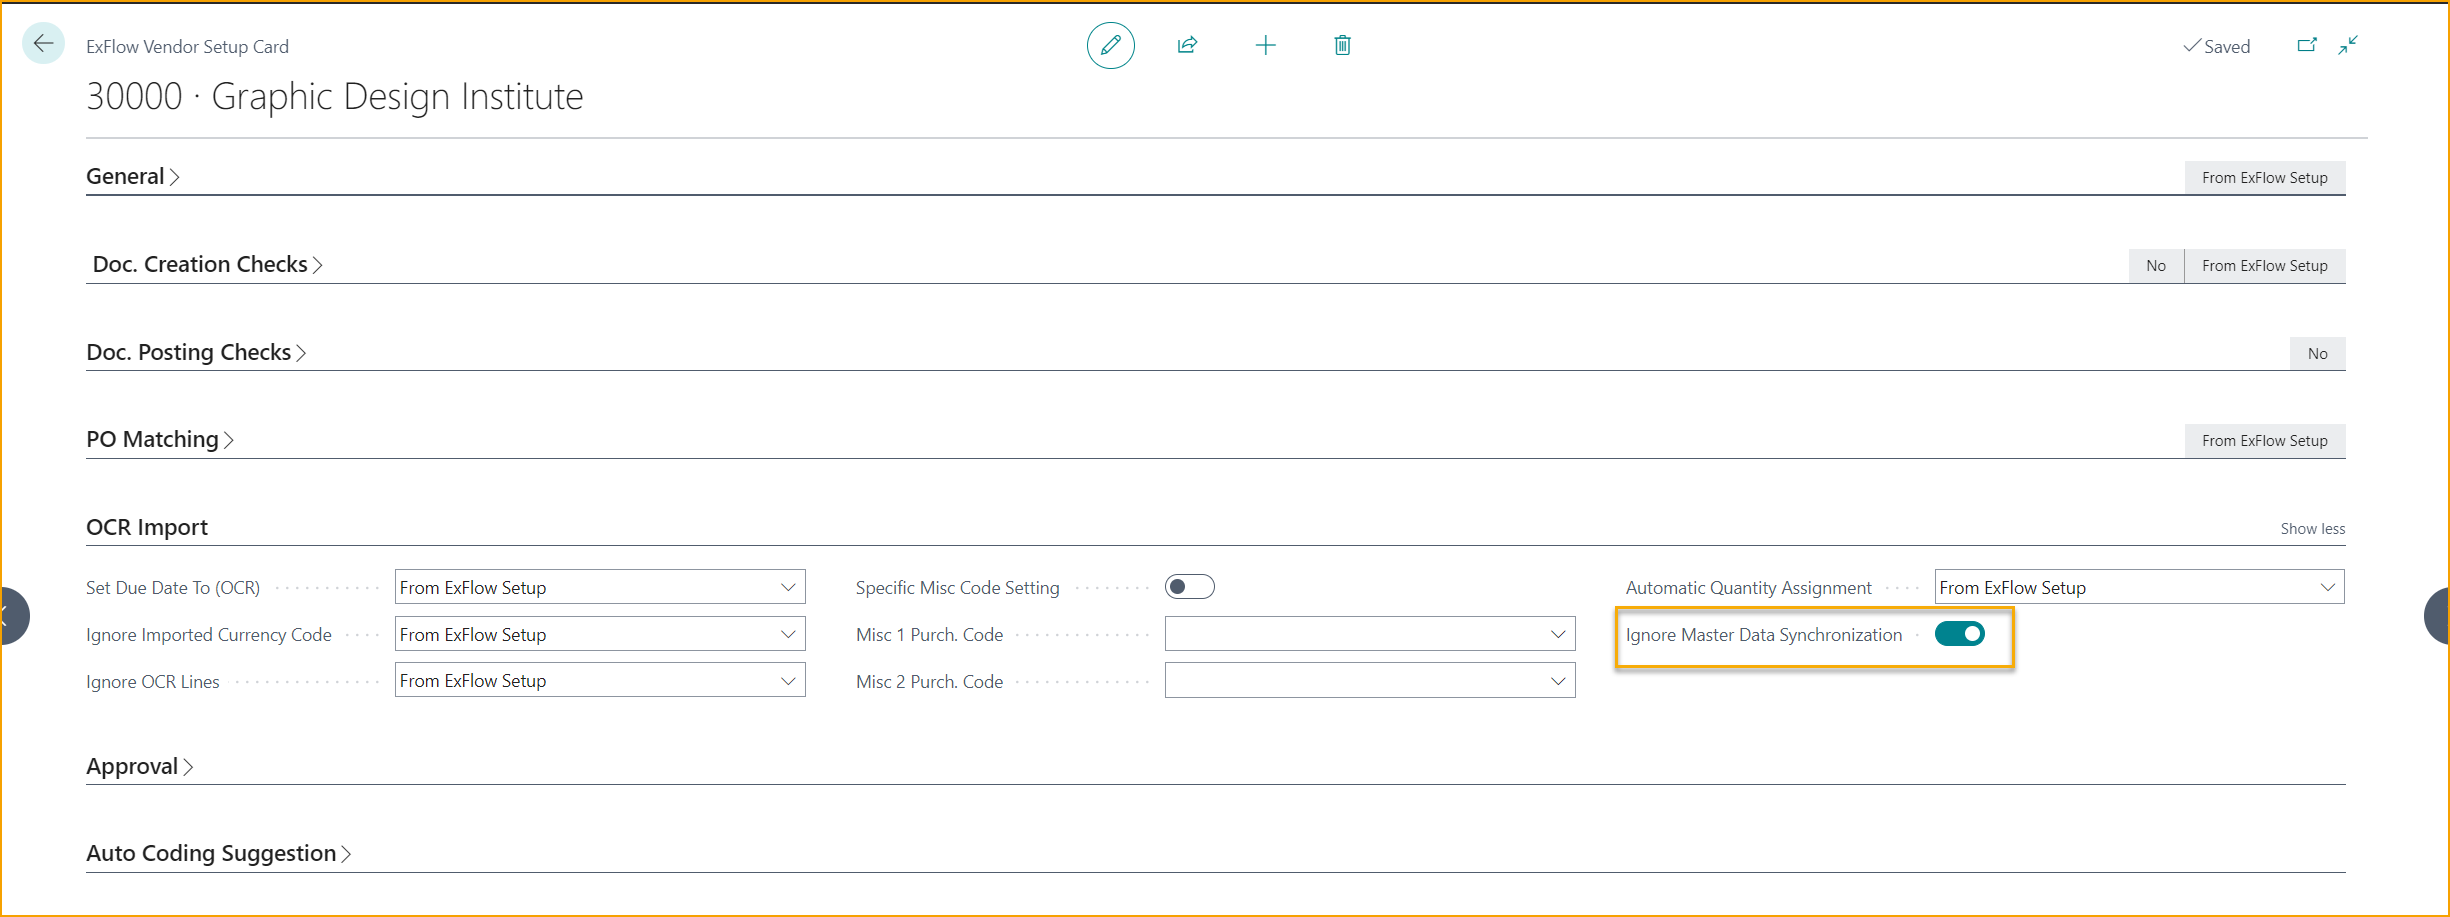 ExFlow Vendor Setup Card
Saved
30000 · Graphic Design Institute
General
From ExFlow Setup
Doc. Creation Checks
No
From ExFlow Setup
Doc. Posting Checks
No
PO Matching
From ExFlow Setup
OCR Import
Show less
Set Due Date To (OCR)
From ExFlow Setup
Ignore Imported Currency Code
From ExFlow Setup
Ignore OCR Lines
From ExFlow Setup
Specific Misc Code Setting
Misc 1 Purch. Code
Misc 2 Purch. Code
Automatic Quantity Assignment
From ExFlow Setup
Ignore Master Data Synchronization
Approval
Auto Coding Suggestion